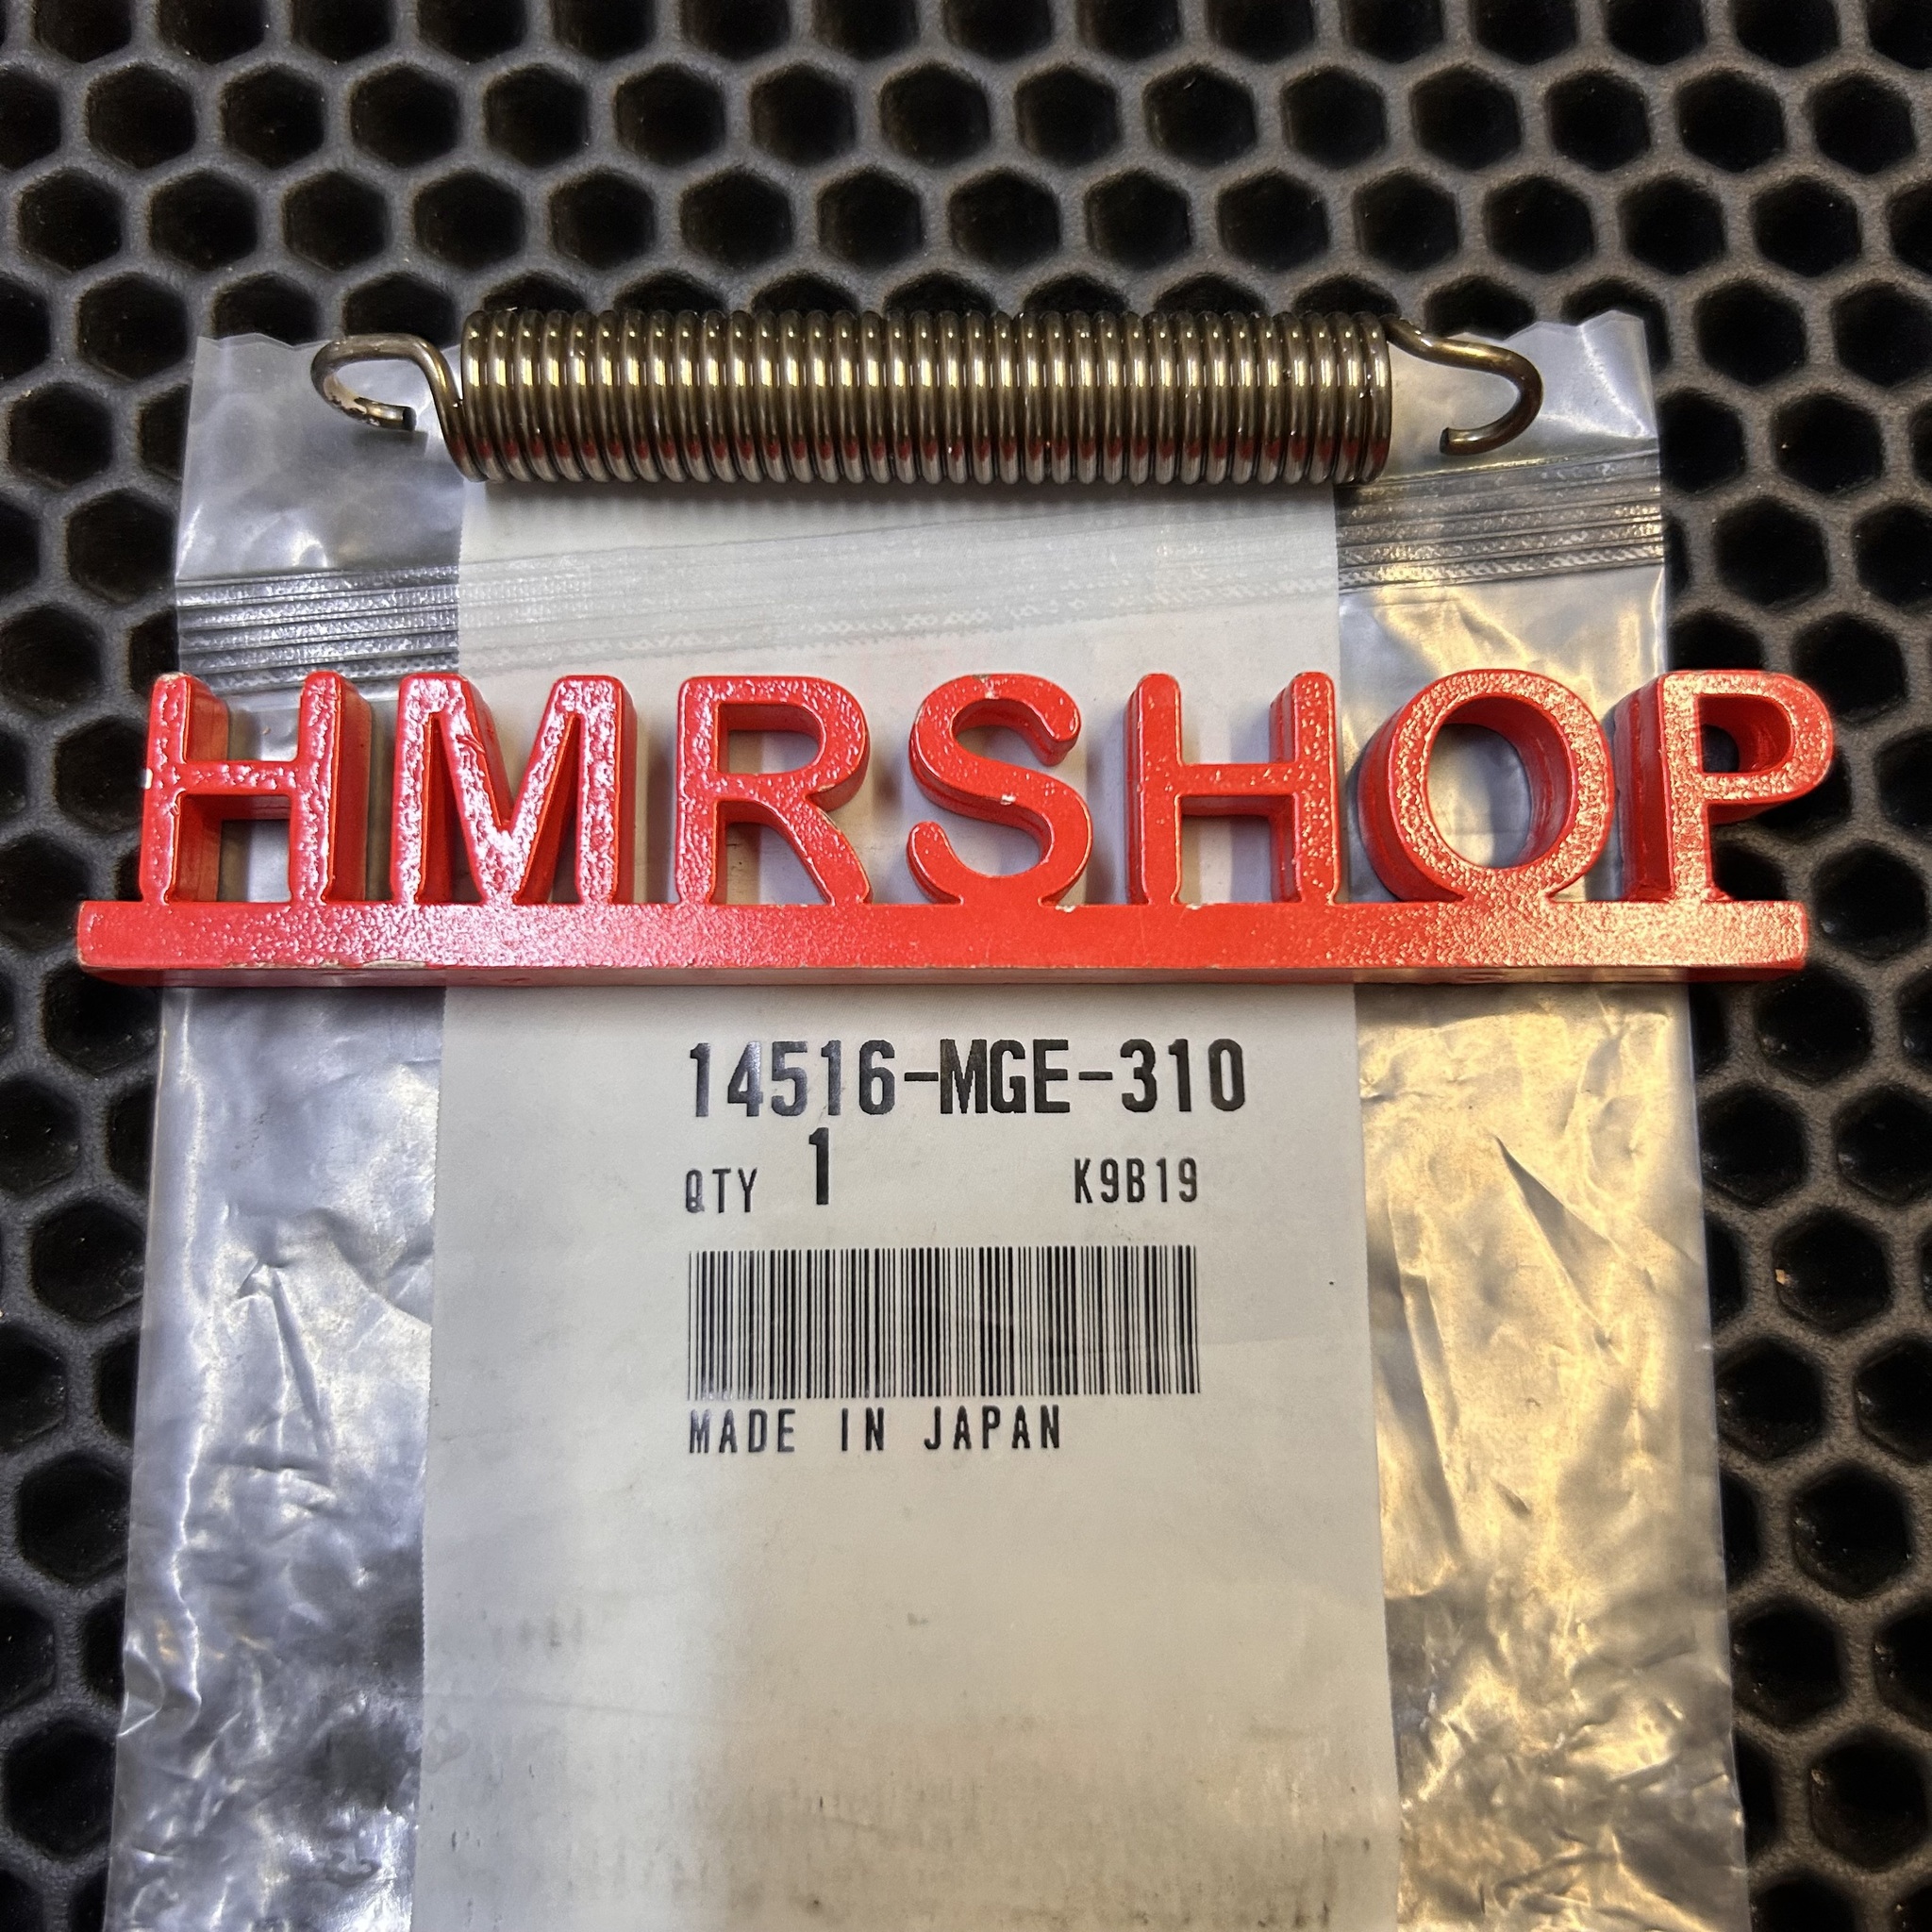 HMRSHOP
14516-MGE-310
QTY 1 K9B19
MADE IN JAPAN